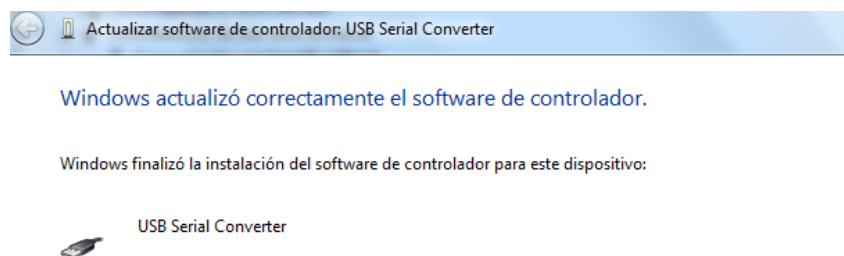 Actualizar software de controlador: USB Serial Converter
Windows actualizó correctamente el software de controlador.
Windows finalizó la instalación del software de controlador para este dispositivo:
USB Serial Converter